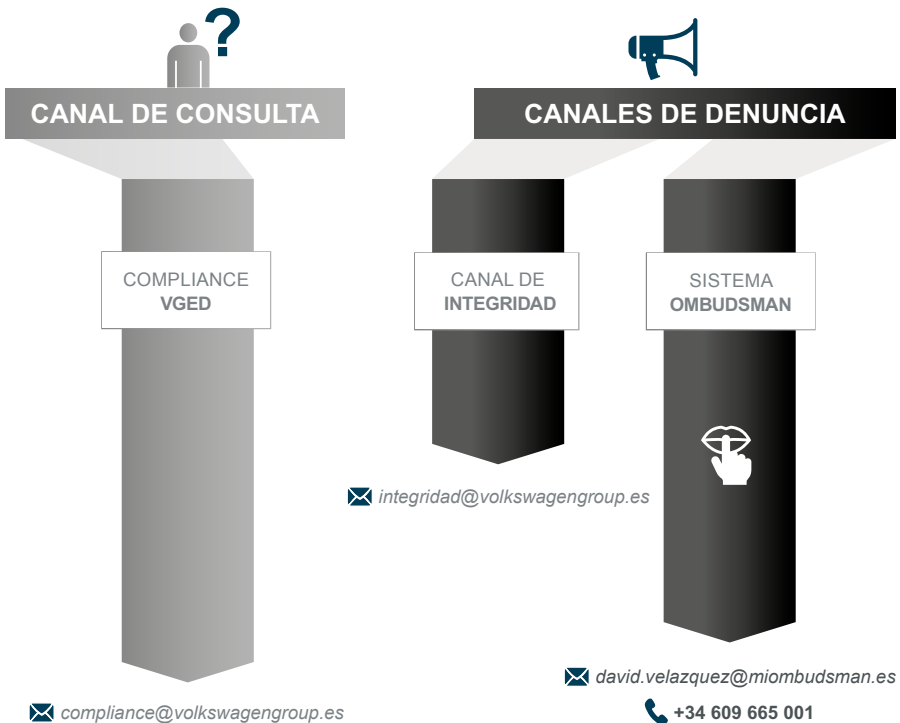 ?
CANAL DE CONSULTA
COMPLIANCE
VGED
compliance@volkswagengroup.es
CANALES DE DENUNCIA
CANAL DE
INTEGRIDAD
integridad@volkswagengroup.es
SISTEMA
OMBUDSMAN
david.velazquez@miombudsman.es
+34 609 665 001